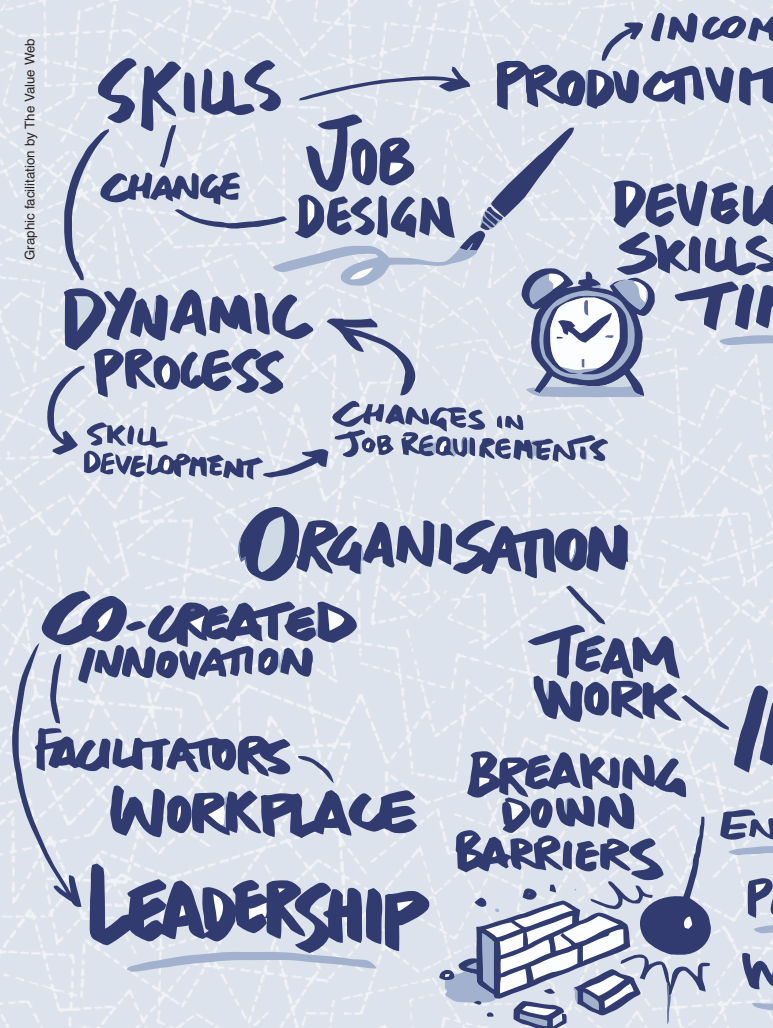 Graphic facilitation by The Value Web
SKILLS
CHANGE
JOB
DESIGN
DYNAMIC
PROCESS
SKILL
DEVELOPMENT
CHANGES IN
JOB REQUIREMENTS
ORGANISATION
CO-CREATED
INNOVATION
FACILITATORS
WORKPLACE
LEADERSHIP
TEAM
WORK
BREAKING
DOWN
BARRIERS
SKILLS